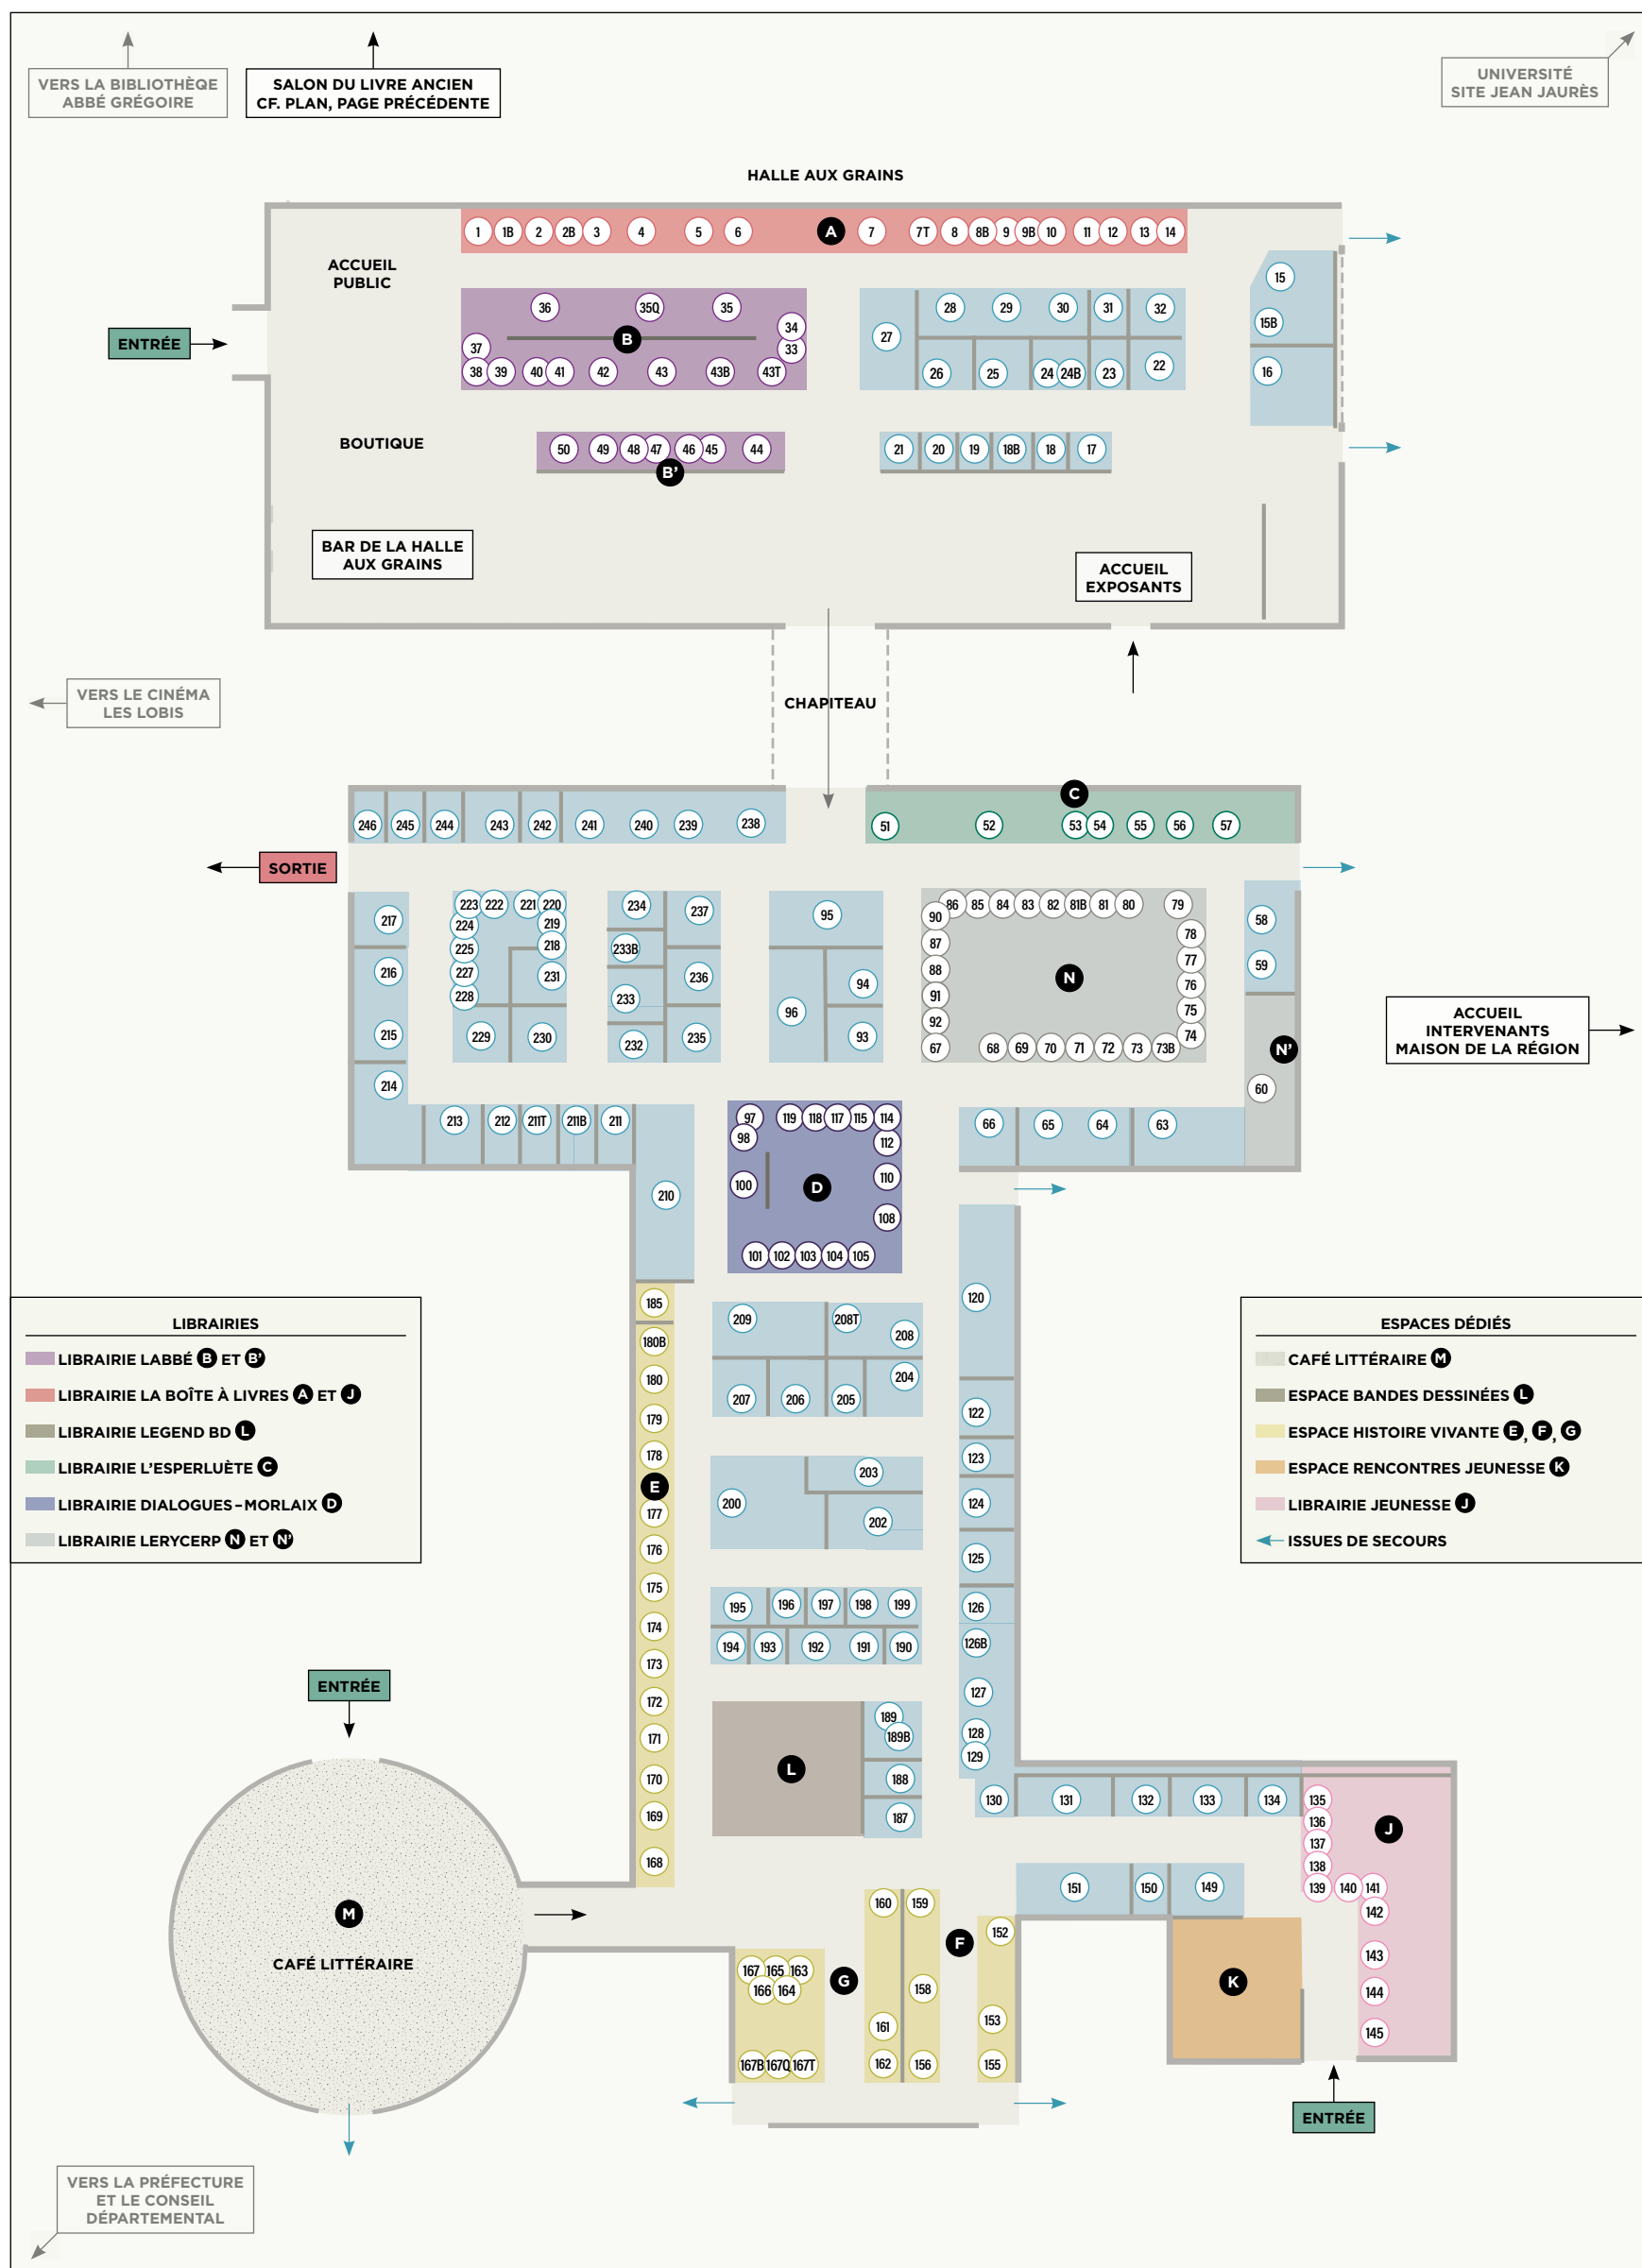 VERS LA BIBLIOTHÈQE
ABBÉ GRÉGOIRE
SALON DU LIVRE ANCIEN
CF. PLAN, PAGE PRÉCÉDENTE
UNIVERSITÉ
SITE JEAN JAURÈS
HALLE AUX GRAINS
1 1B 2 2B 3 4 5 6 A 7 7T 8 8B 9 9B 10 11 12 13 14
ACCUEIL
PUBLIC
15
15B
16
36 35Q 35
34
33
B
37
38 39 40 41 42 43 43B 43T
27 28 29 30 31 32
26 25 24 24B 23 22
ENTRÉE
BOUTIQUE
50 49 48 47 46 45 44
B’
21 20 19 18B 18 17
BAR DE LA HALLE
AUX GRAINS
ACCUEIL
EXPOSANTS
VERS LE CINÉMA
LES LOBIS
CHAPITEAU
246 245 244 243 242 241 240 239 238
C
51 52 53 54 55 56 57
SORTIE
217
216
215
214
223 222 221 220
224 219
225 218
227 231
228
229 230
234 237
233B
233 236
232 235
95
94
96
93
86 85 84 83 82 81B 81 80 79
90
87
88
91
92
67
N
78
77
76
75
74
68 69 70 71 72 73 73B
58
59
N’
60
ACCUEIL
INTERVENANTS
MAISON DE LA RÉGION
213 212 211T 211B 211
210
97 119 118 117 115 114
98 112
100 D 110
108
101 102 103 104 105
66 65 64 63
120
122
123
124
125
126
126B
127
128
129
LIBRAIRIES
LIBRAIRIE LABBÉ B ET B’
LIBRAIRIE LA BOÎTE À LIVRES A ET J
LIBRAIRIE LEGEND BD L
LIBRAIRIE L’ESPERLUÈTE C
LIBRAIRIE DIALOGUES – MORLAIX D
LIBRAIRIE LERYCERP N ET N’
185
180B
180
179
178
E
177
176
175
174
173
172
171
170
169
168
209 208T 208
207 206 205 204
203
200
202
195 196 197 198 199
194 193 192 191 190
L
189
189B
188
187
ESPACES DÉDIÉS
CAFÉ LITTÉRAIRE M
ESPACE BANDES DESSINÉES L
ESPACE HISTOIRE VIVANTE E, F, G
ESPACE RENCONTRES JEUNESSE K
LIBRAIRIE JEUNESSE J
ISSUES DE SECOURS
ENTRÉE
M
CAFÉ LITTÉRAIRE
130 131 132 133 134
135
136
137
138
139 140 141
142
143
144
145
J
151 150 149
K
160 159
F
152
167 165 163
166 164
G
158
161
153
167B 167Q 167T
162 156 155
ENTRÉE
VERS LA PRÉFECTURE
ET LE CONSEIL
DÉPARTEMENTAL